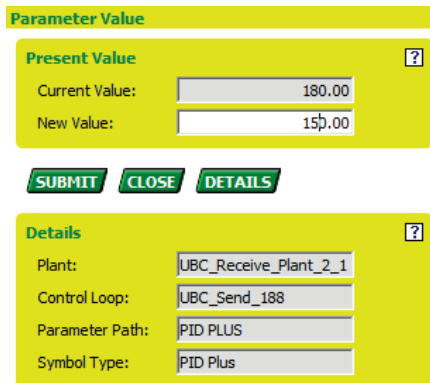 Parameter Value
Present Value ?
Current Value: 180.00
New Value: 150.00
SUBMIT CLOSE DETAILS
Details ?
Plant: UBC_Receive_Plant_2_1
Control Loop: UBC_Send_188
Parameter Path: PID PLUS
Symbol Type: PID Plus